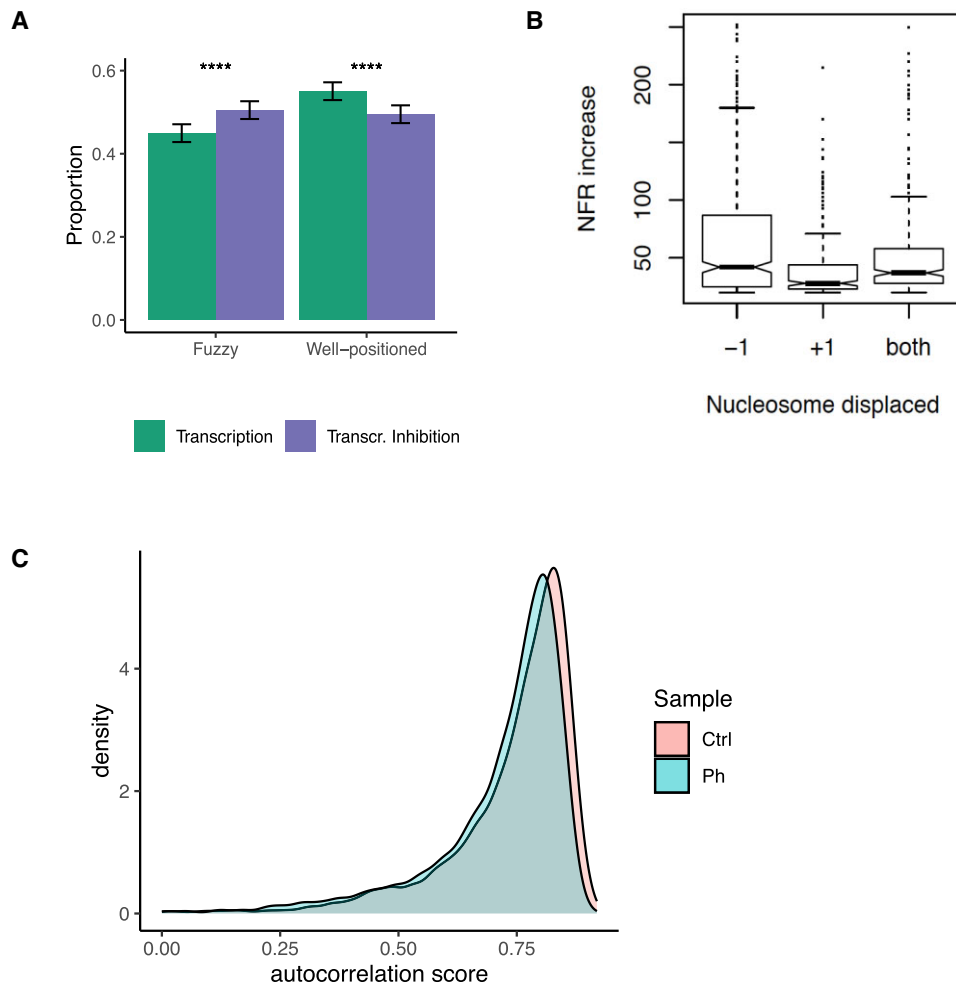 A
Proportion
0.6
0.4
0.2
0.0
****
****
Fuzzy
Well−positioned
Transcription
Transcr. Inhibition
B
NFR increase
200
100
50
−1
+1
both
Nucleosome displaced
C
density
4
2
0
0.00
0.25
0.50
0.75
autocorrelation score
Sample
Ctrl
Ph